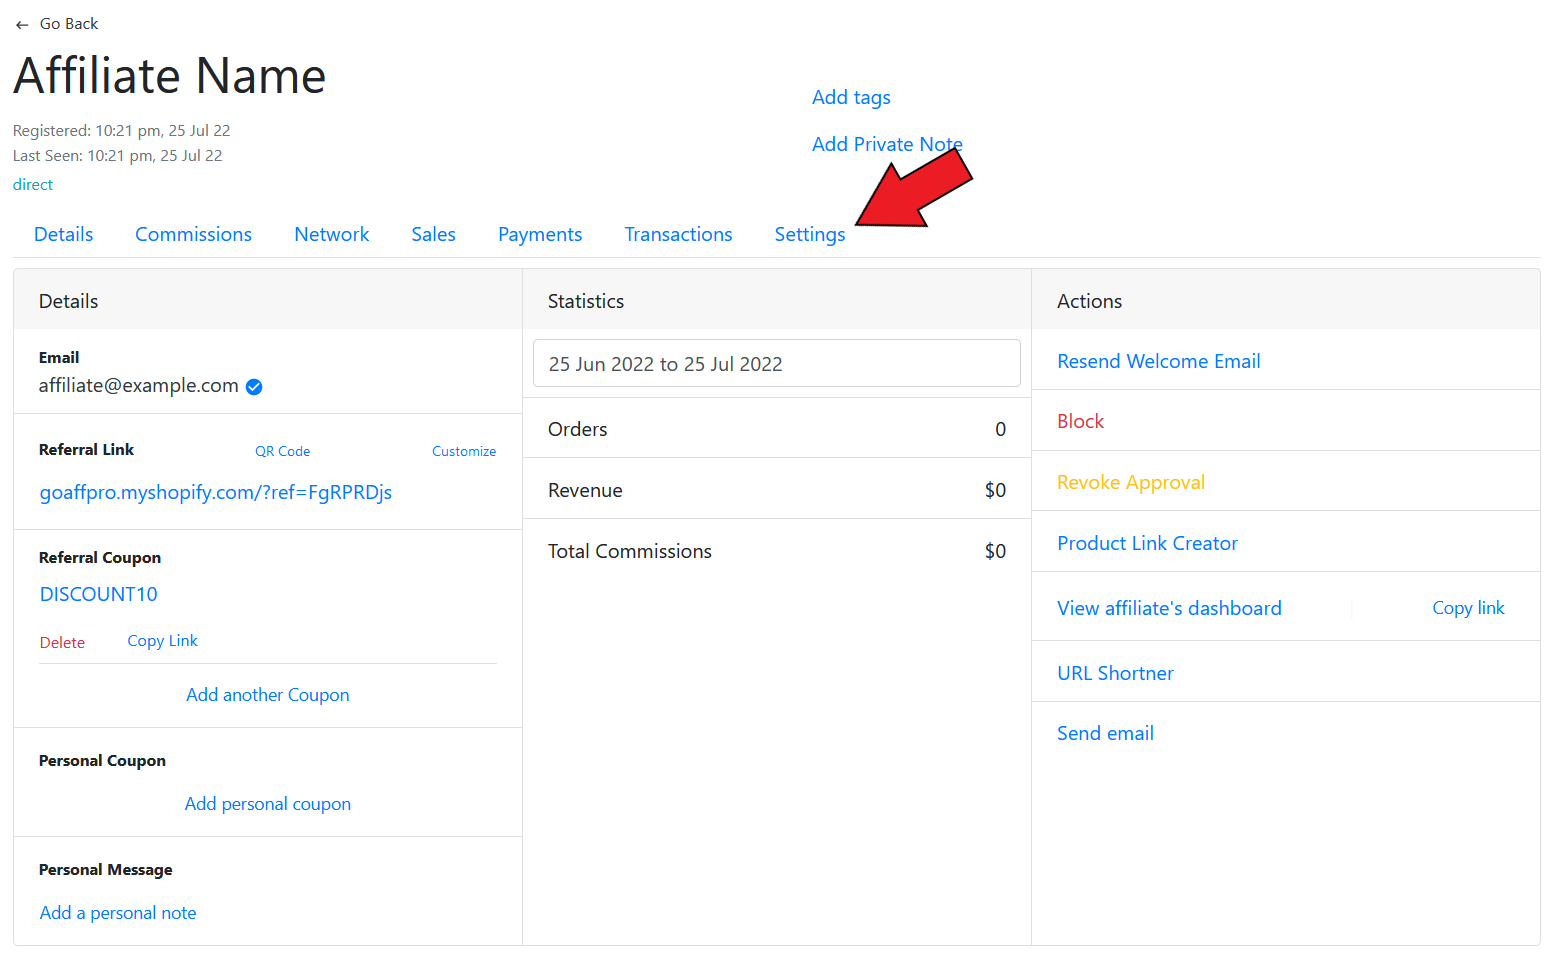 ← Go Back
Affiliate Name
Registered: 10:21 pm, 25 Jul 22
Last Seen: 10:21 pm, 25 Jul 22
direct
Add tags
Add Private Note
Details Commissions Network Sales Payments Transactions Settings
Details
Email
affiliate@example.com
Referral Link QR Code Customize
goaffpro.myshopify.com/?ref=FgRPRDjs
Referral Coupon
DISCOUNT10
Delete Copy Link
Add another Coupon
Personal Coupon
Add personal coupon
Personal Message
Add a personal note
Statistics
25 Jun 2022 to 25 Jul 2022
Orders 0
Revenue $0
Total Commissions $0
Actions
Resend Welcome Email
Block
Revoke Approval
Product Link Creator
View affiliate's dashboard Copy link
URL Shortner
Send email